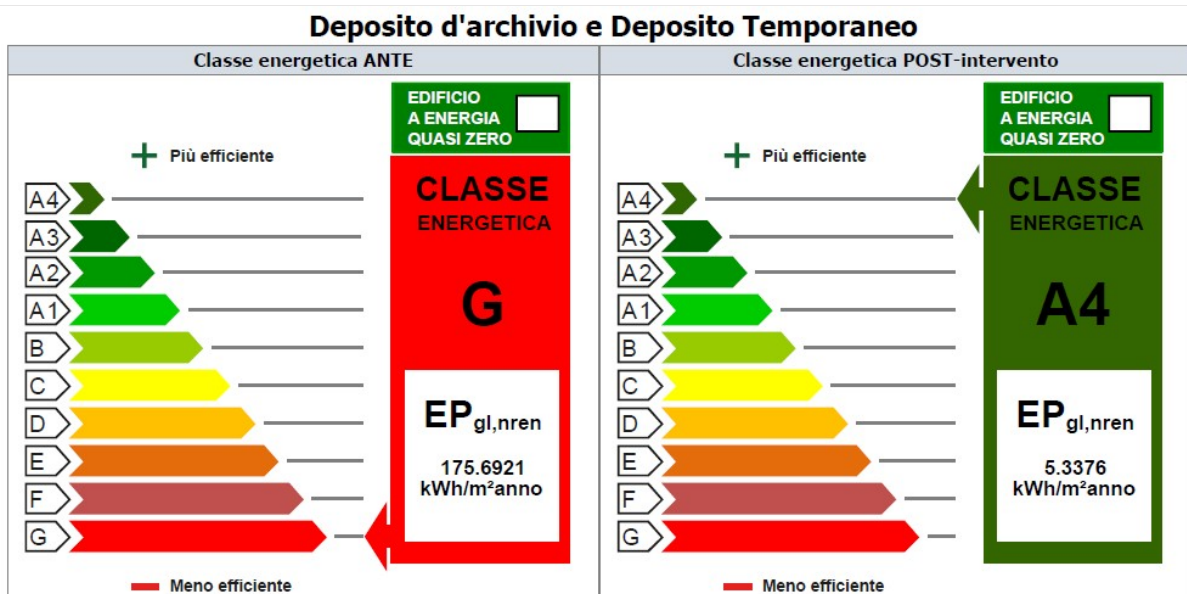 Deposito d'archivio e Deposito Temporaneo
Classe energetica ANTE
EDIFICIO
A ENERGIA
QUASI ZERO
+ Più efficiente
CLASSE
ENERGETICA
A4
A3
A2
A1
B
C
D
E
F
G
G
EPgl,nren
175.6921
kWh/m²anno
Meno efficiente
Classe energetica POST-intervento
EDIFICIO
A ENERGIA
QUASI ZERO
+ Più efficiente
CLASSE
ENERGETICA
A4
A3
A2
A1
B
C
D
E
F
G
A4
EPgl,nren
5.3376
kWh/m²anno
Meno efficiente